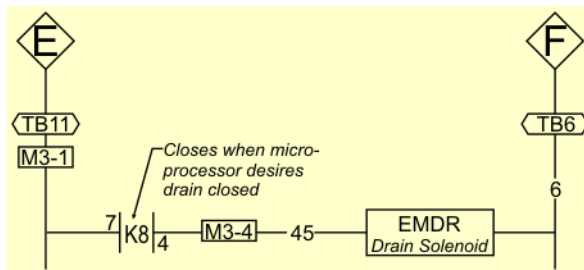 E
F
TB11
TB6
M3-1
Closes when micro-
processor desires
drain closed
6
7
K8
4
M3-4
45
EMDR
Drain Solenoid